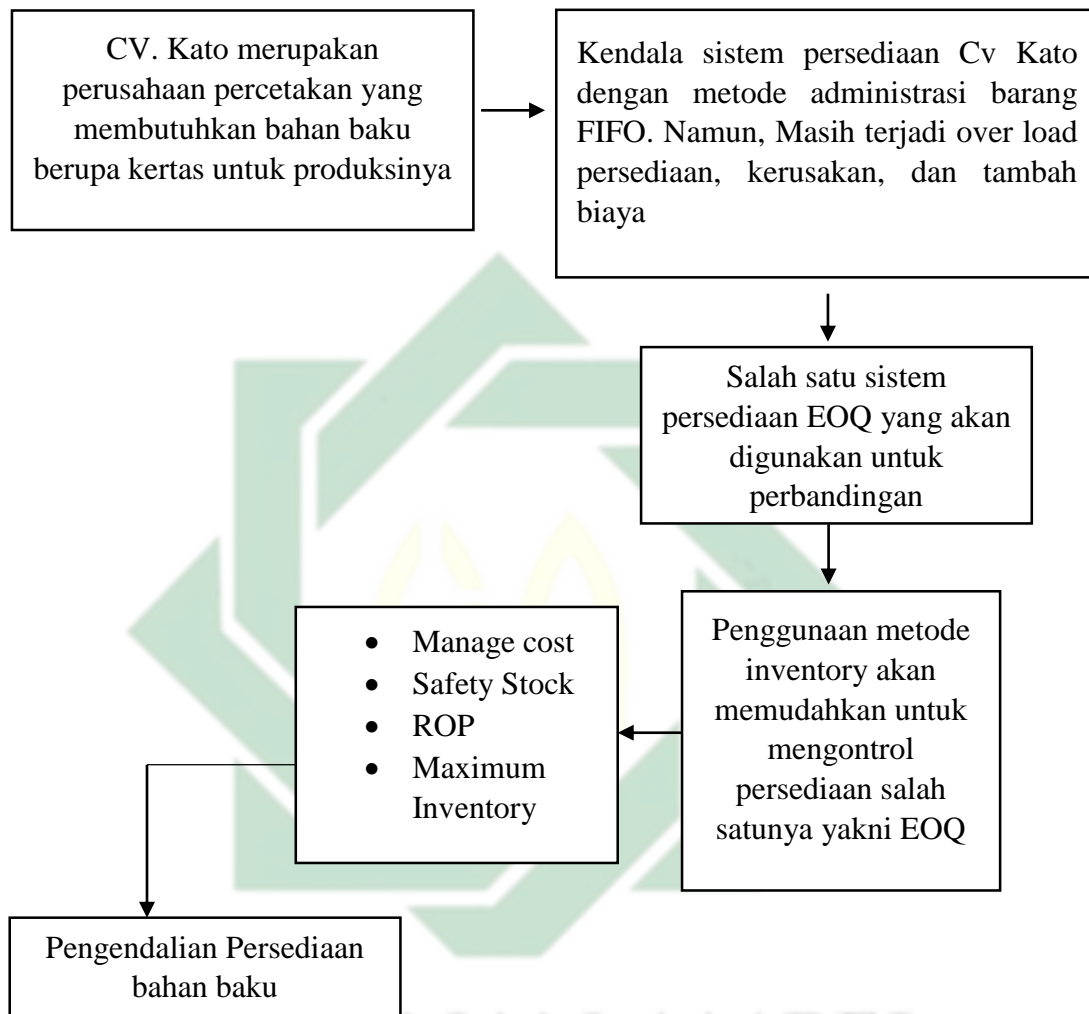 CV. Kato merupakan
perusahaan percetakan yang
membutuhkan bahan baku
berupa kertas untuk produksinya
Kendala sistem persediaan Cv Kato
dengan metode administrasi barang
FIFO. Namun, Masih terjadi over load
persediaan, kerusakan, dan tambah
biaya
Salah satu sistem
persediaan EOQ yang akan
digunakan untuk
perbandingan
Penggunaan metode
inventory akan
memudahkan untuk
mengontrol
persediaan salah
satunya yakni EOQ
• Manage cost
• Safety Stock
• ROP
• Maximum
Inventory
Pengendalian Persediaan
bahan baku